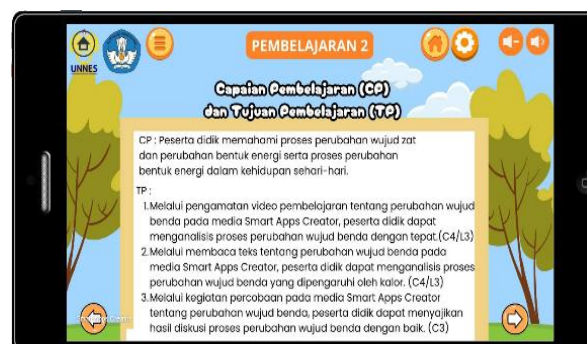 UNNES
PEMBELAJARAN 2
Capaian Pembelajaran (CP)
dan Tujuan Pembelajaran (TP)
CP : Peserta didik memahami proses perubahan wujud zat
dan perubahan bentuk energi serta proses perubahan
bentuk energi dalam kehidupan sehari-hari.
TP :
1.Melalui pengamatan video pembelajaran tentang perubahan wujud
benda pada media Smart Apps Creator, peserta didik dapat
menganalisis proses perubahan wujud benda dengan tepat.(C4/L3)
2.Melalui membaca teks tentang perubahan wujud benda pada
media Smart Apps Creator, peserta didik dapat menganalisis proses
perubahan wujud benda yang dipengaruhi oleh kalor. (C4/L3)
3.Melalui kegiatan percobaan pada media Smart Apps Creator
tentang perubahan wujud benda, peserta didik dapat menyajikan
hasil diskusi proses perubahan wujud benda dengan baik. (C3)